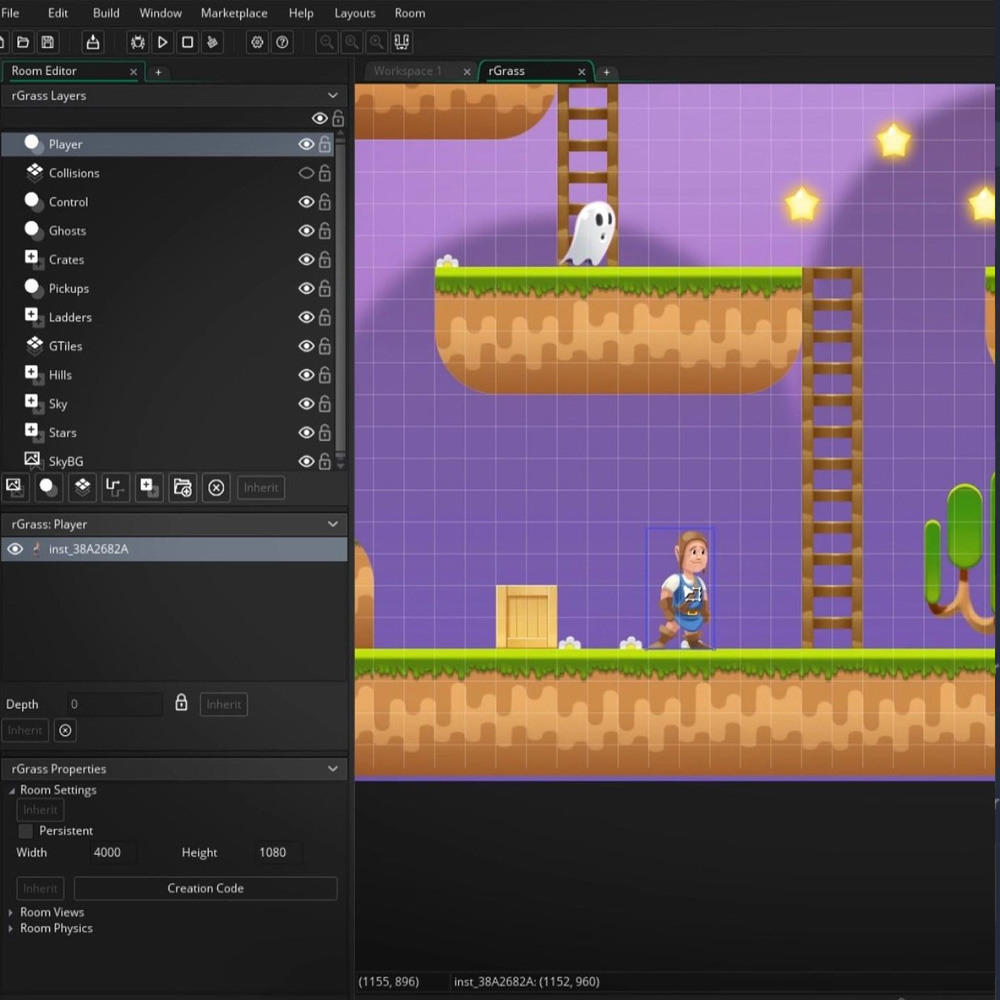 File Edit Build Window Marketplace Help Layouts Room
Room Editor
Workspace 1 rGrass
rGrass Layers
Player
Collisions
Control
Ghosts
Crates
Pickups
Ladders
GTiles
Hills
Sky
Stars
SkyBG
Inherit
rGrass: Player
inst_38A2682A
Depth 0 Inherit
Inherit
rGrass Properties
Room Settings
Inherit
Persistent
Width 4000 Height 1080
Inherit Creation Code
Room Views
Room Physics
(1155, 896) inst_38A2682A: (1152, 960)